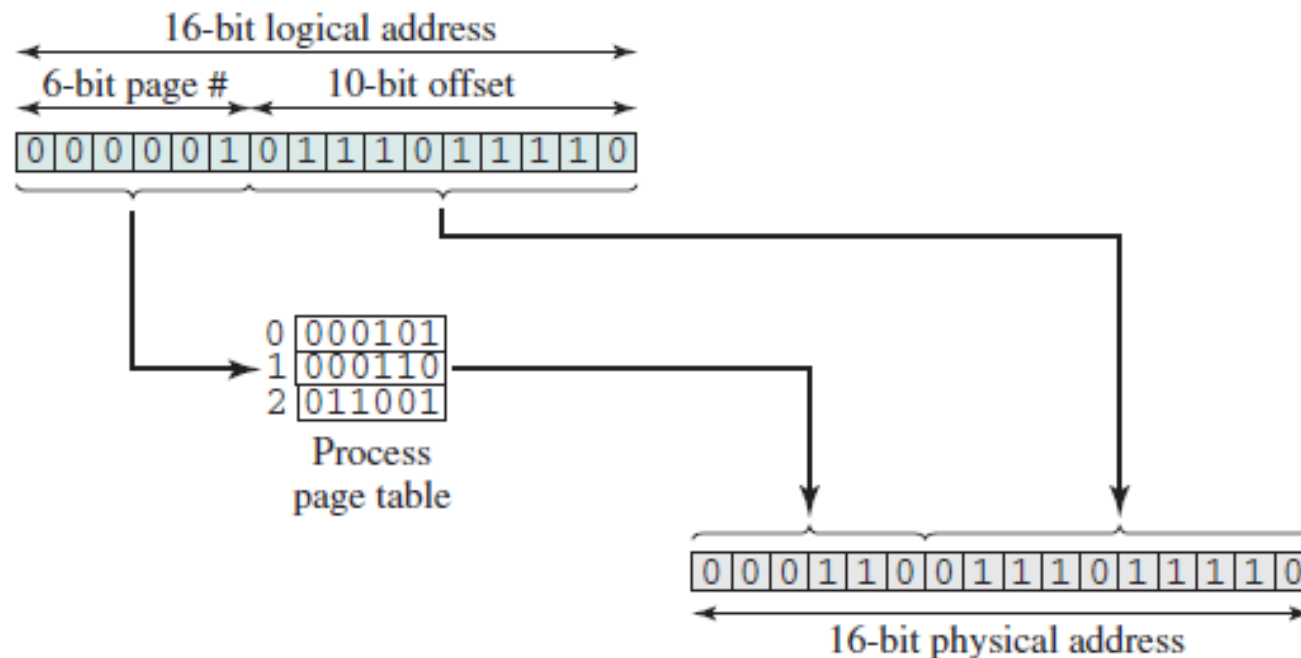 16-bit logical address
6-bit page # 10-bit offset
0 0 0 0 0 1 0 1 1 1 0 1 1 1 1 0
0 000101
1 000110
2 011001
Process
page table
0 0 0 1 1 0 0 1 1 1 0 1 1 1 1 0
16-bit physical address